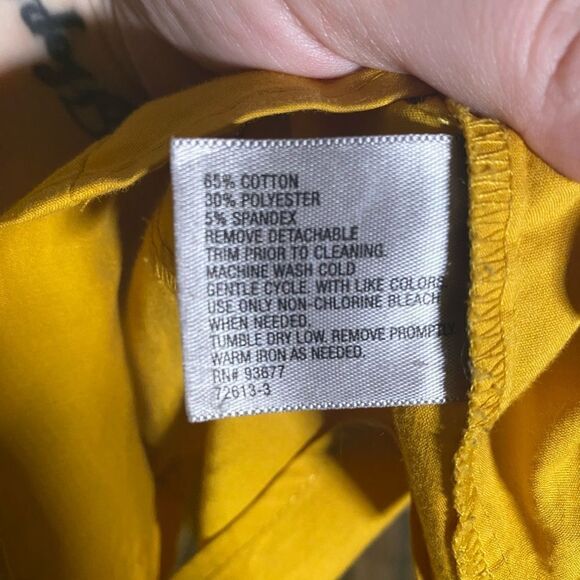 65% COTTON
30% POLYESTER
5% SPANDEX
REMOVE DETACHABLE
TRIM PRIOR TO CLEANING.
MACHINE WASH COLD
GENTLE CYCLE, WITH LIKE COLORS
USE ONLY NON-CHLORINE BLEACH
WHEN NEEDED.
TUMBLE DRY LOW. REMOVE PROMPTLY
WARM IRON AS NEEDED.
RN# 93677
72613-3